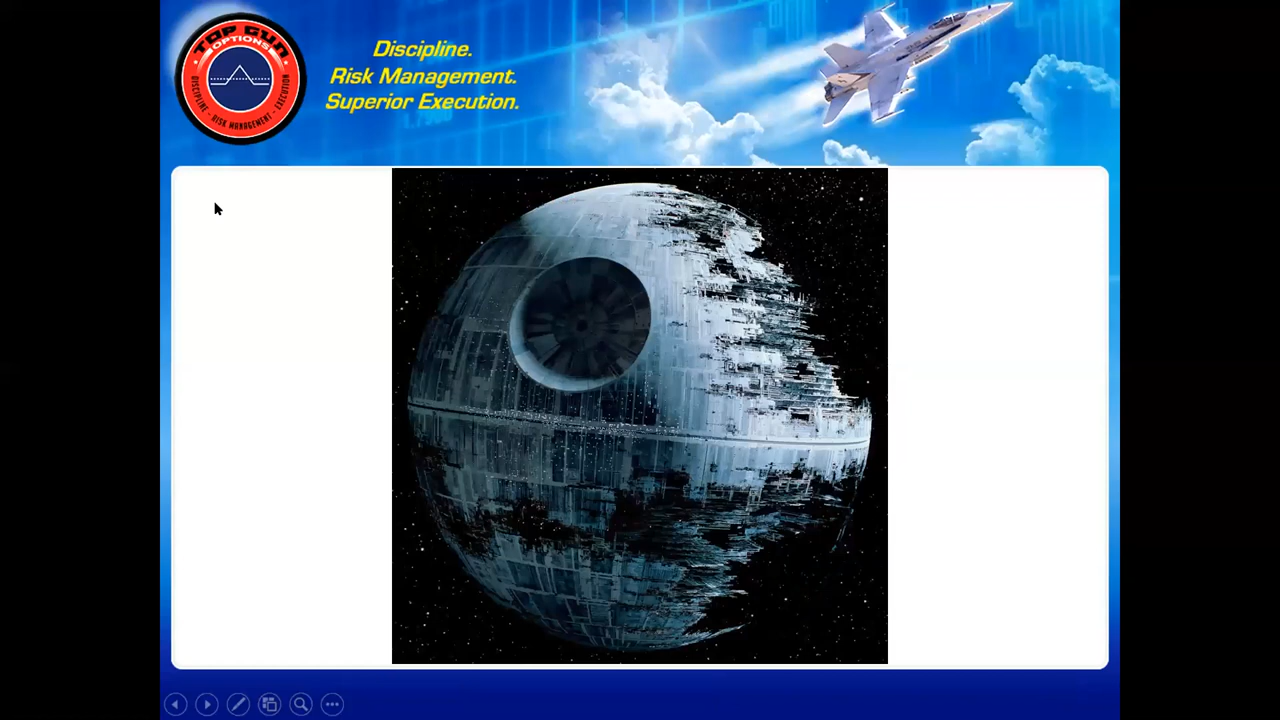 TOP GUN
OPTIONS
DISCIPLINE - RISK MANAGEMENT - EXECUTION
Discipline.
Risk Management.
Superior Execution.